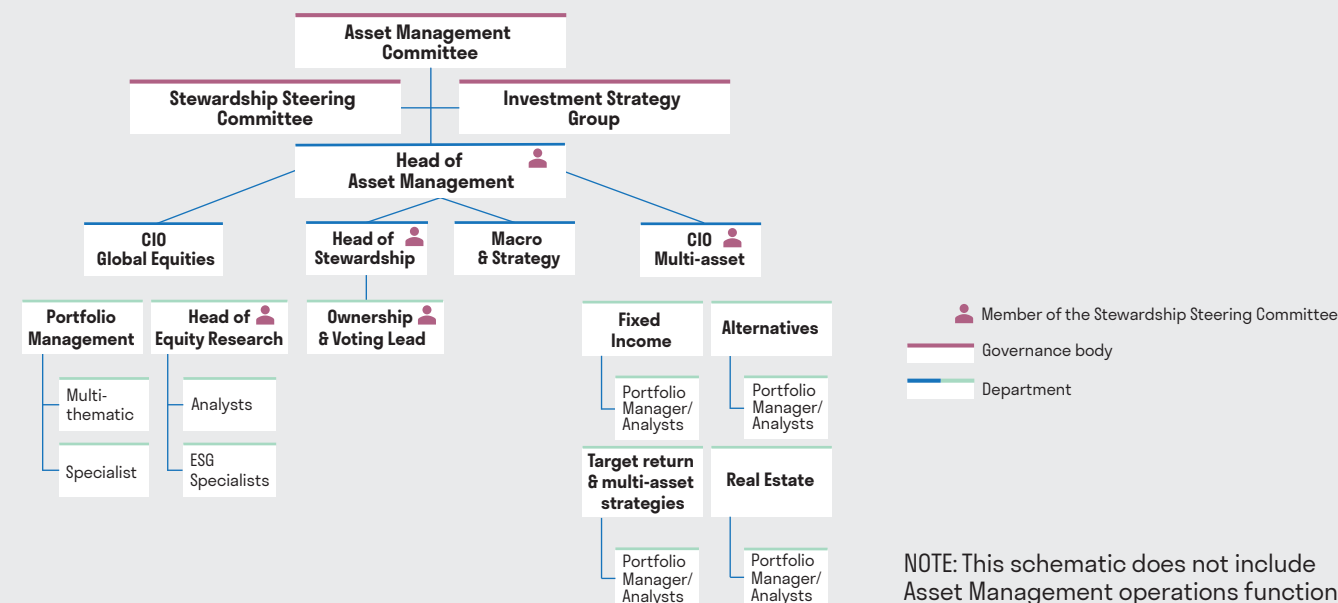 Asset Management
Committee
Stewardship Steering
Committee
Investment Strategy
Group
Head of
Asset Management
CIO
Global Equities
Head of
Stewardship
Macro
& Strategy
CIO
Multi-asset
Portfolio
Management
Head of
Equity Research
Ownership
& Voting Lead
Fixed
Income
Alternatives
Multi-
thematic
Analysts
Portfolio
Manager/
Analysts
Portfolio
Manager/
Analysts
Specialist
ESG
Specialists
Target return
& multi-asset
strategies
Real Estate
Portfolio
Manager/
Analysts
Portfolio
Manager/
Analysts
Member of the Stewardship Steering Committee
Governance body
Department
NOTE: This schematic does not include
Asset Management operations function